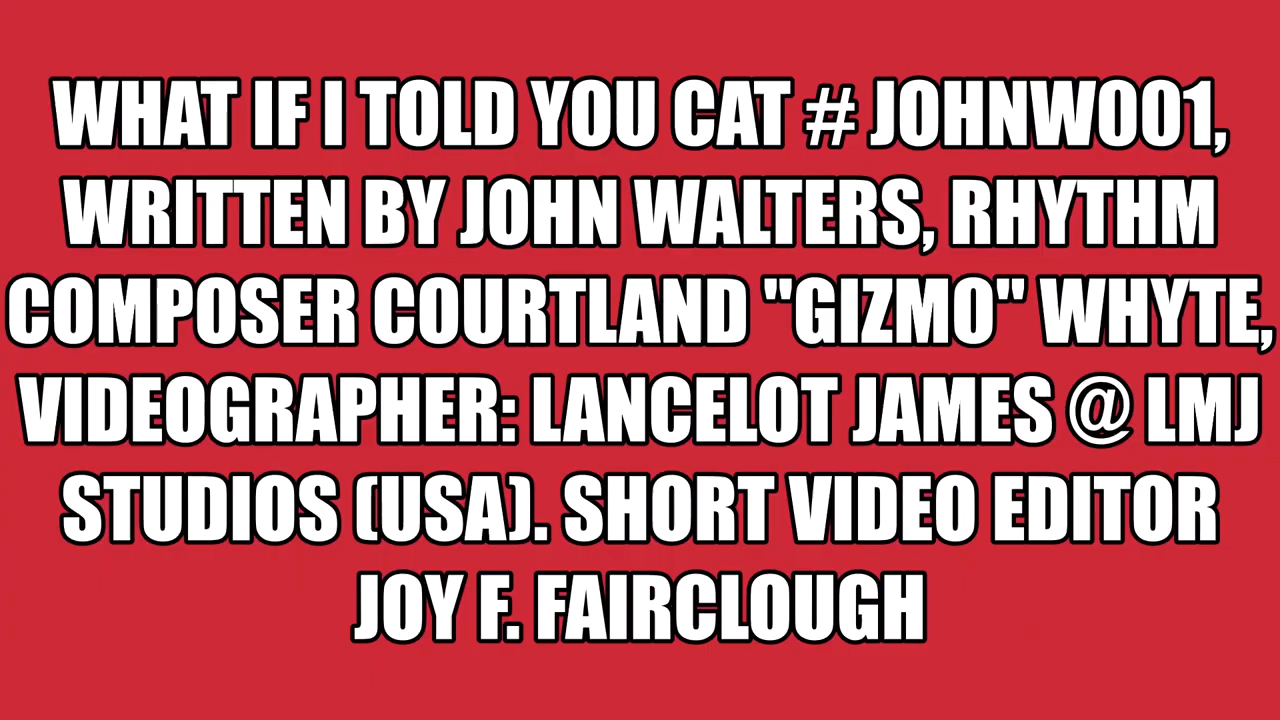 WHAT IF I TOLD YOU CAT # JOHNW001,
WRITTEN BY JOHN WALTERS, RHYTHM
COMPOSER COURTLAND "GIZMO" WHYTE,
VIDEOGRAPHER: LANCELOT JAMES @ LMJ
STUDIOS (USA). SHORT VIDEO EDITOR
JOY F. FAIRCLOUGH